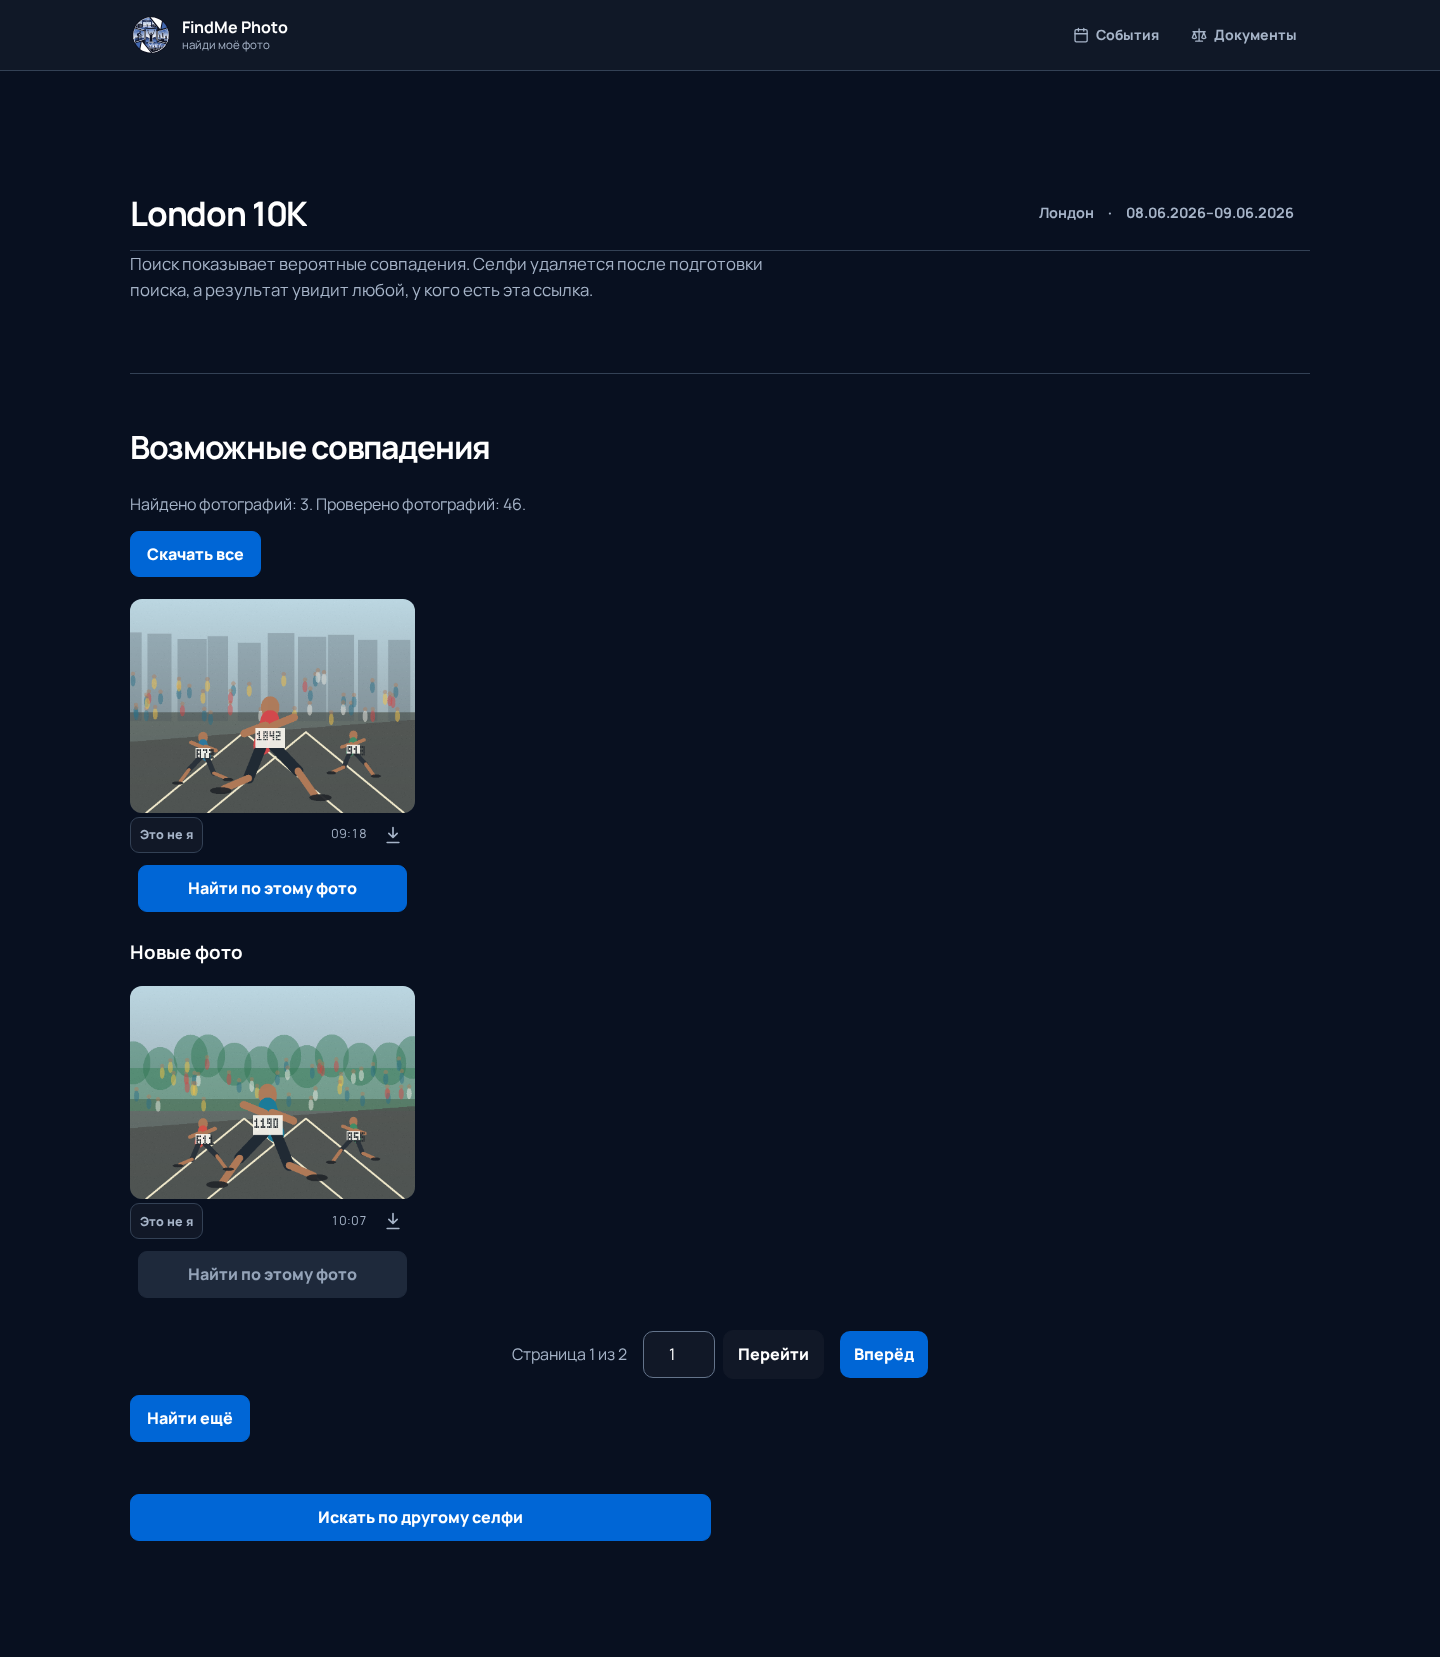 FindMe Photo
найди моё фото
События
Документы
London 10K
Лондон · 08.06.2026–09.06.2026
Поиск показывает вероятные совпадения. Селфи удаляется после подготовки
поиска, а результат увидит любой, у кого есть эта ссылка.
Возможные совпадения
Найдено фотографий: 3. Проверено фотографий: 46.
Скачать все
1842
Это не я
09:18
Найти по этому фото
Новые фото
1190
Это не я
10:07
Найти по этому фото
Страница 1 из 2
1
Перейти
Вперёд
Найти ещё
Искать по другому селфи